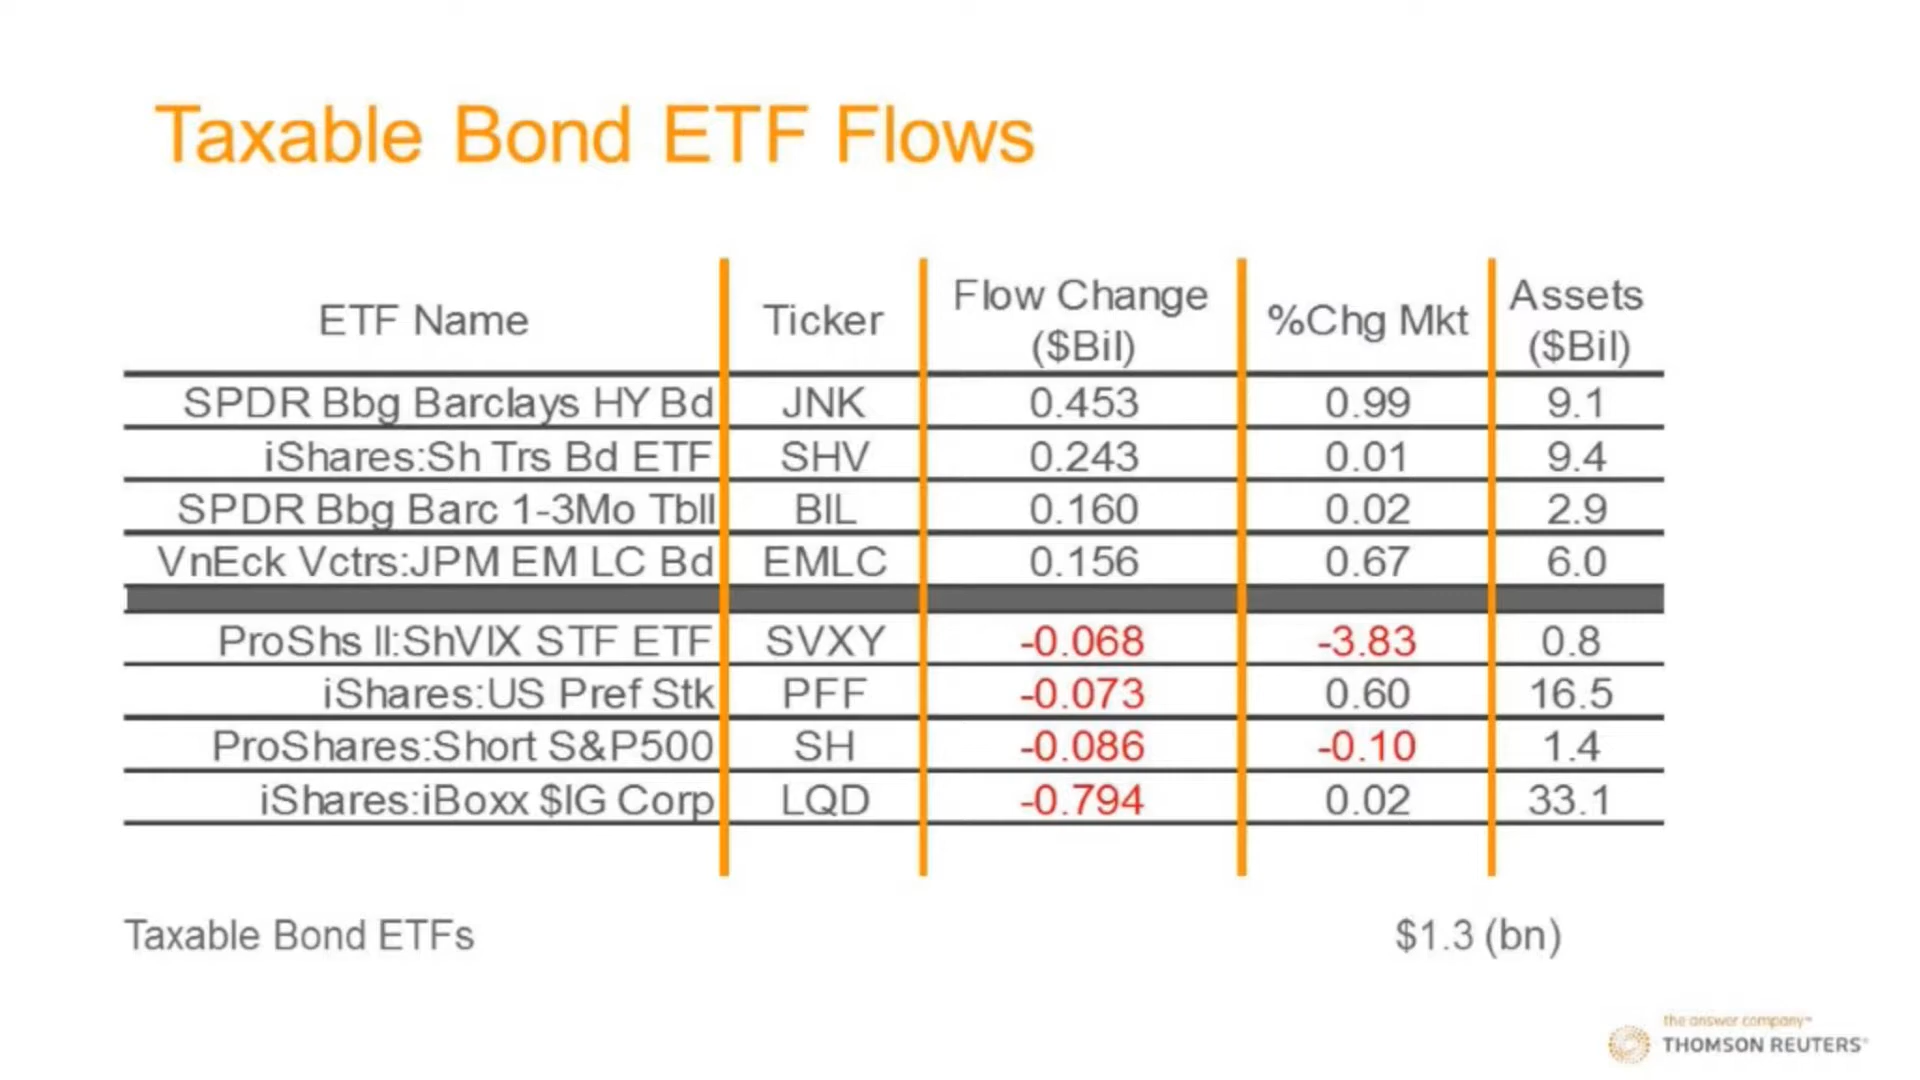 Taxable Bond ETF Flows
ETF Name Ticker Flow Change ($Bil) %Chg Mkt Assets ($Bil)
SPDR Bbg Barclays HY Bd JNK 0.453 0.99 9.1
iShares:Sh Trs Bd ETF SHV 0.243 0.01 9.4
SPDR Bbg Barc 1-3Mo Tbll BIL 0.160 0.02 2.9
VnEck Vctrs:JPM EM LC Bd EMLC 0.156 0.67 6.0
ProShs II:ShVIX STF ETF SVXY -0.068 -3.83 0.8
iShares:US Pref Stk PFF -0.073 0.60 16.5
ProShares:Short S&P500 SH -0.086 -0.10 1.4
iShares:iBoxx $IG Corp LQD -0.794 0.02 33.1
Taxable Bond ETFs $1.3 (bn)
the answer company™
THOMSON REUTERS®